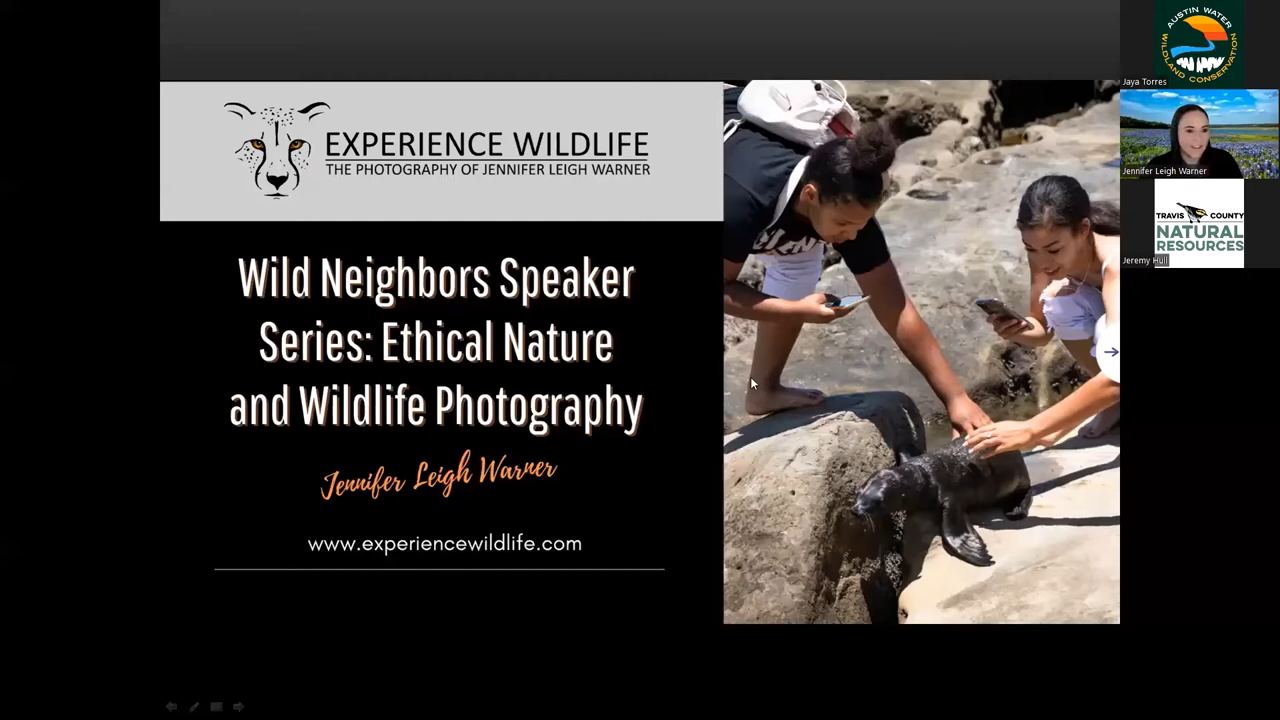 EXPERIENCE WILDLIFE
THE PHOTOGRAPHY OF JENNIFER LEIGH WARNER
Wild Neighbors Speaker
Series: Ethical Nature
and Wildlife Photography
Jennifer Leigh Warner
www.experiencewildlife.com
AUSTIN WATER
WILDLAND CONSERVATION
Jaya Torres
Jennifer Leigh Warner
TRAVIS COUNTY
NATURAL
RESOURCES
Jeremy Hull